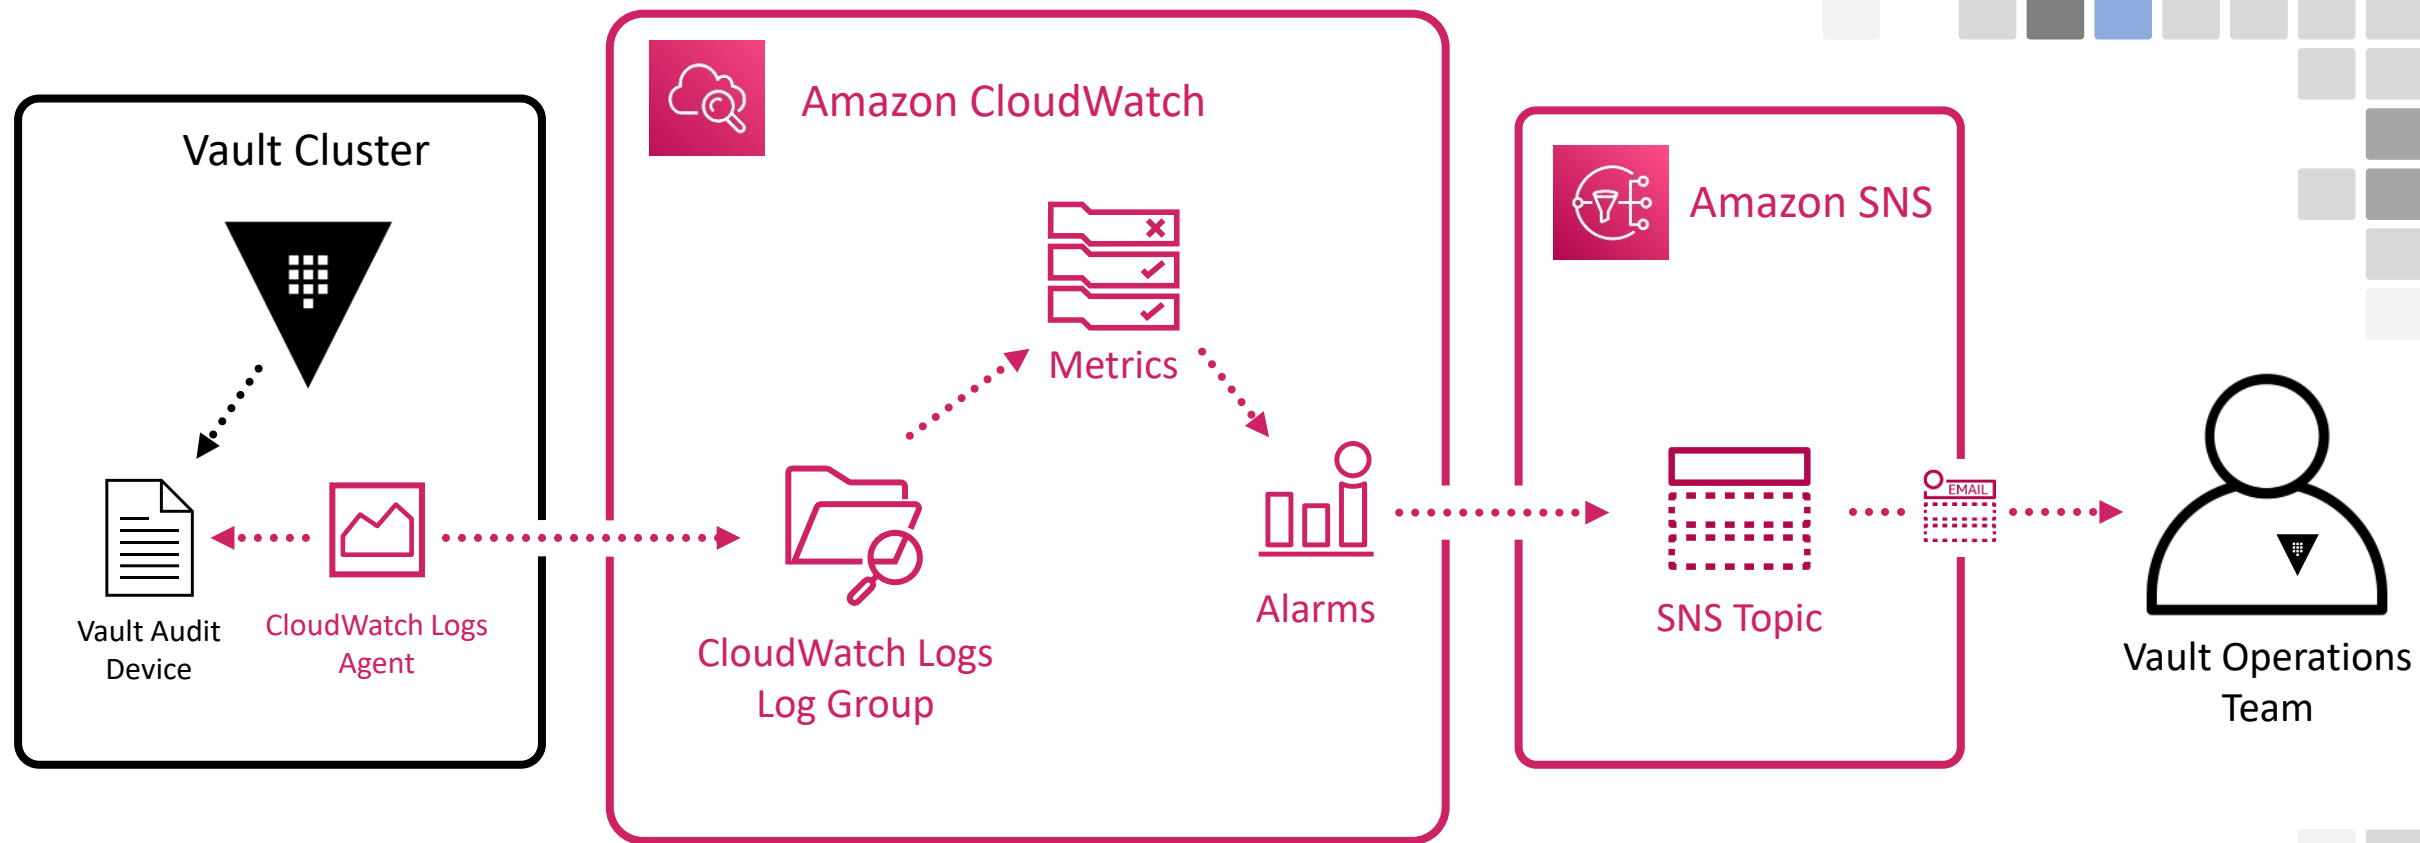 Vault Cluster
Vault Audit
Device
CloudWatch Logs
Agent
Amazon CloudWatch
Metrics
CloudWatch Logs
Log Group
Alarms
Amazon SNS
SNS Topic
EMAIL
Vault Operations
Team